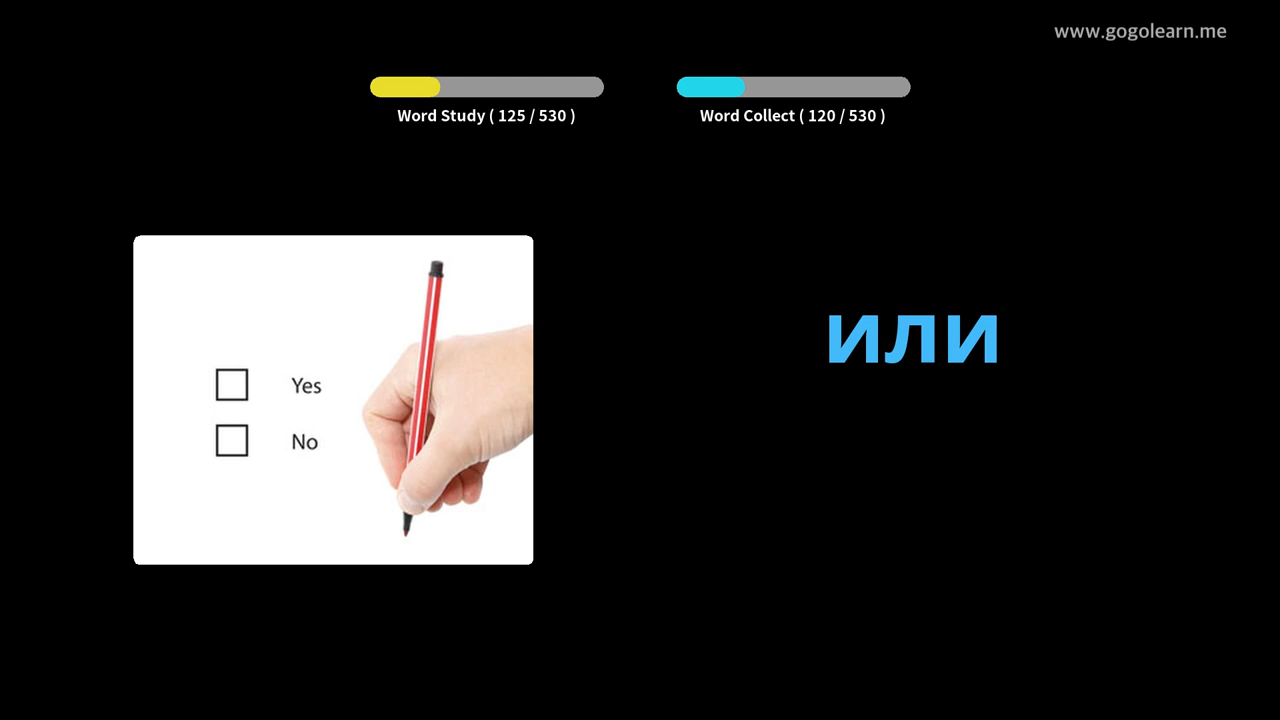 www.gogolearn.me
Word Study ( 125 / 530 )
Word Collect ( 120 / 530 )
или
Yes
No